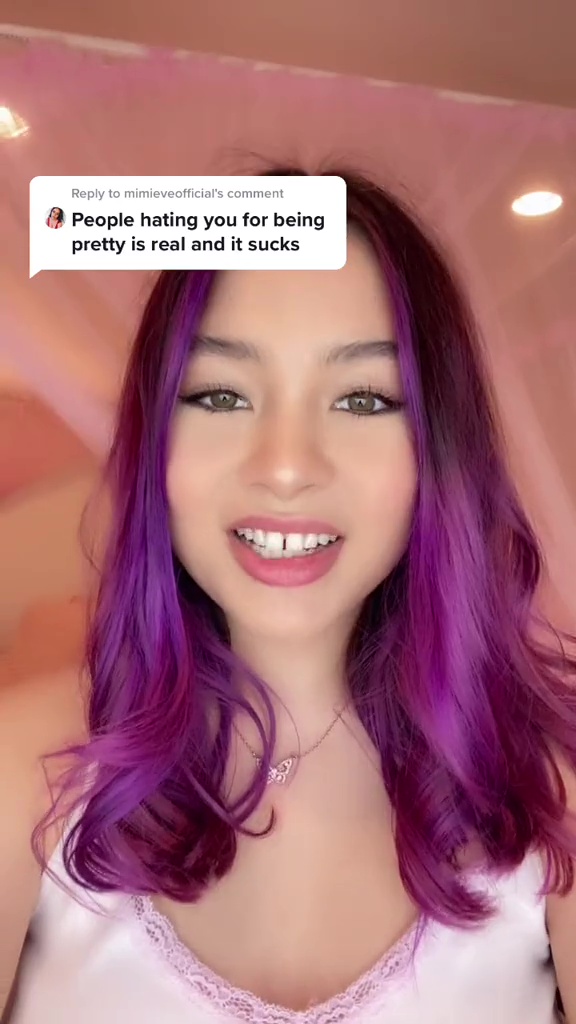 Reply to mimieveofficial's comment
People hating you for being
pretty is real and it sucks